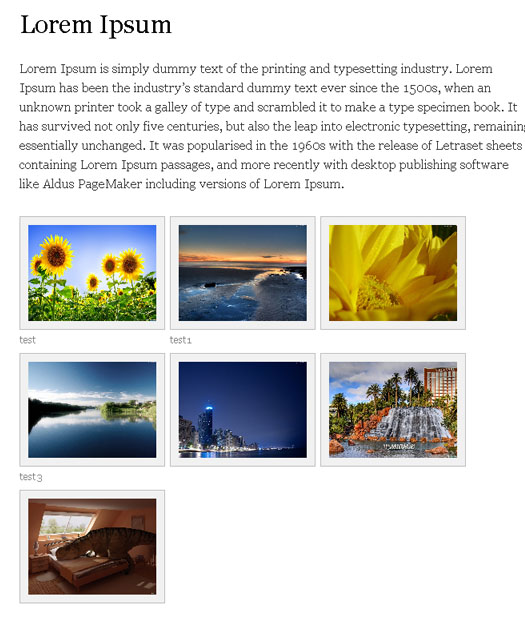 Lorem Ipsum
Lorem Ipsum is simply dummy text of the printing and typesetting industry. Lorem
Ipsum has been the industry's standard dummy text ever since the 1500s, when an
unknown printer took a galley of type and scrambled it to make a type specimen book. It
has survived not only five centuries, but also the leap into electronic typesetting, remaining
essentially unchanged. It was popularised in the 1960s with the release of Letraset sheets
containing Lorem Ipsum passages, and more recently with desktop publishing software
like Aldus PageMaker including versions of Lorem Ipsum.
test
test1
MIRAGE
test3